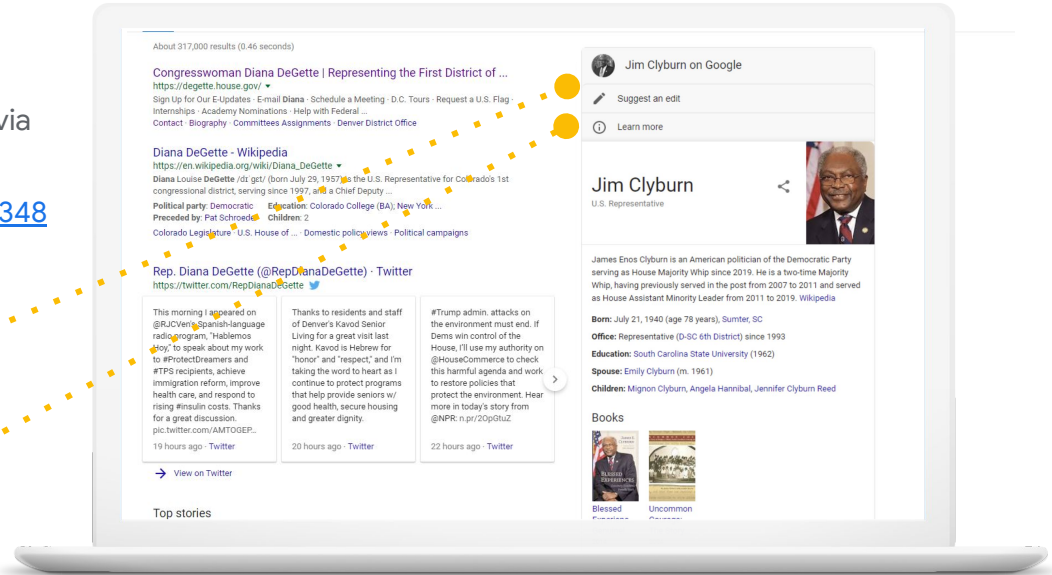 via
348
About 317,000 results (0.46 seconds)
Congresswoman Diana DeGette | Representing the First District of ...
https://degette.house.gov/
Sign Up for Our E-Updates · E-mail Diana · Schedule a Meeting · D.C. Tours · Request a U.S. Flag ·
Internships · Academy Nominations · Help with Federal ...
Contact · Biography · Committees Assignments · Denver District Office
Diana DeGette - Wikipedia
https://en.wikipedia.org/wiki/Diana_DeGette
Diana Louise DeGette /dɪˈɡɛt/ (born July 29, 1957) is the U.S. Representative for Colorado's 1st
congressional district, serving since 1997, and a Chief Deputy ...
Political party: Democratic Education: Colorado College (BA); New York ...
Preceded by: Pat Schroeder Children: 2
Colorado Legislature · U.S. House of ... · Domestic policy views · Political campaigns
Rep. Diana DeGette (@RepDianaDeGette) · Twitter
https://twitter.com/RepDianaDeGette
This morning I appeared on
@RJCVen's Spanish-language
radio program, "Hablemos
Hoy," to speak about my work
to #ProtectDreamers and
#TPS recipients, achieve
immigration reform, improve
health care, and respond to
rising #insulin costs. Thanks
for a great discussion.
pic.twitter.com/AMTOGEP...
19 hours ago · Twitter
Thanks to residents and staff
of Denver's Kavod Senior
Living for a great visit last
night. Kavod is Hebrew for
"honor" and "respect," and I'm
taking the word to heart as I
continue to protect programs
that help provide seniors w/
good health, secure housing
and greater dignity.
20 hours ago · Twitter
#Trump admin. attacks on
the environment must end. If
Dems win control of the
House, I'll use my authority on
@HouseCommerce to check
this harmful agenda and work
to restore policies that
protect the environment. Hear
more in today's story from
@NPR: n.pr/2OpGtuZ
22 hours ago · Twitter
View on Twitter
Top stories
Jim Clyburn on Google
Suggest an edit
Learn more
Jim Clyburn
U.S. Representative
James Enos Clyburn is an American politician of the Democratic Party
serving as House Majority Whip since 2019. He is a two-time Majority
Whip, having previously served in the post from 2007 to 2011 and served
as House Assistant Minority Leader from 2011 to 2019. Wikipedia
Born: July 21, 1940 (age 78 years), Sumter, SC
Office: Representative (D-SC 6th District) since 1993
Education: South Carolina State University (1962)
Spouse: Emily Clyburn (m. 1961)
Children: Mignon Clyburn, Angela Hannibal, Jennifer Clyburn Reed
Books
BLESSED
EXPERIENCES
Blessed
Uncommon